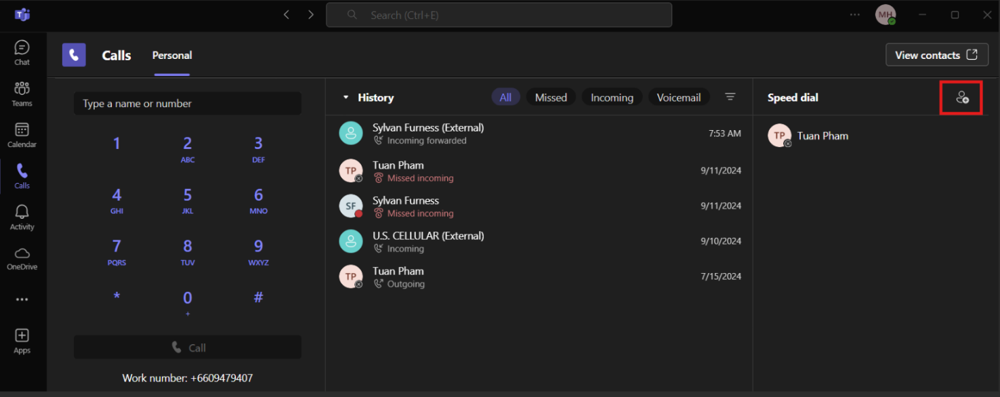 Search (Ctrl+E)
MH
Chat
Teams
Calendar
Calls
Activity
OneDrive
Apps
Calls
Personal
View contacts
Type a name or number
1
2
3
ABC
DEF
4
5
6
GHI
JKL
MNO
7
8
9
PQRS
TUV
WXYZ
*
0
#
+
Call
Work number: +6609479407
History
All
Missed
Incoming
Voicemail
Sylvan Furness (External)
Incoming forwarded
7:53 AM
TP
Tuan Pham
Missed incoming
9/11/2024
SF
Sylvan Furness
Missed incoming
9/11/2024
U.S. CELLULAR (External)
Incoming
9/10/2024
TP
Tuan Pham
Outgoing
7/15/2024
Speed dial
TP
Tuan Pham